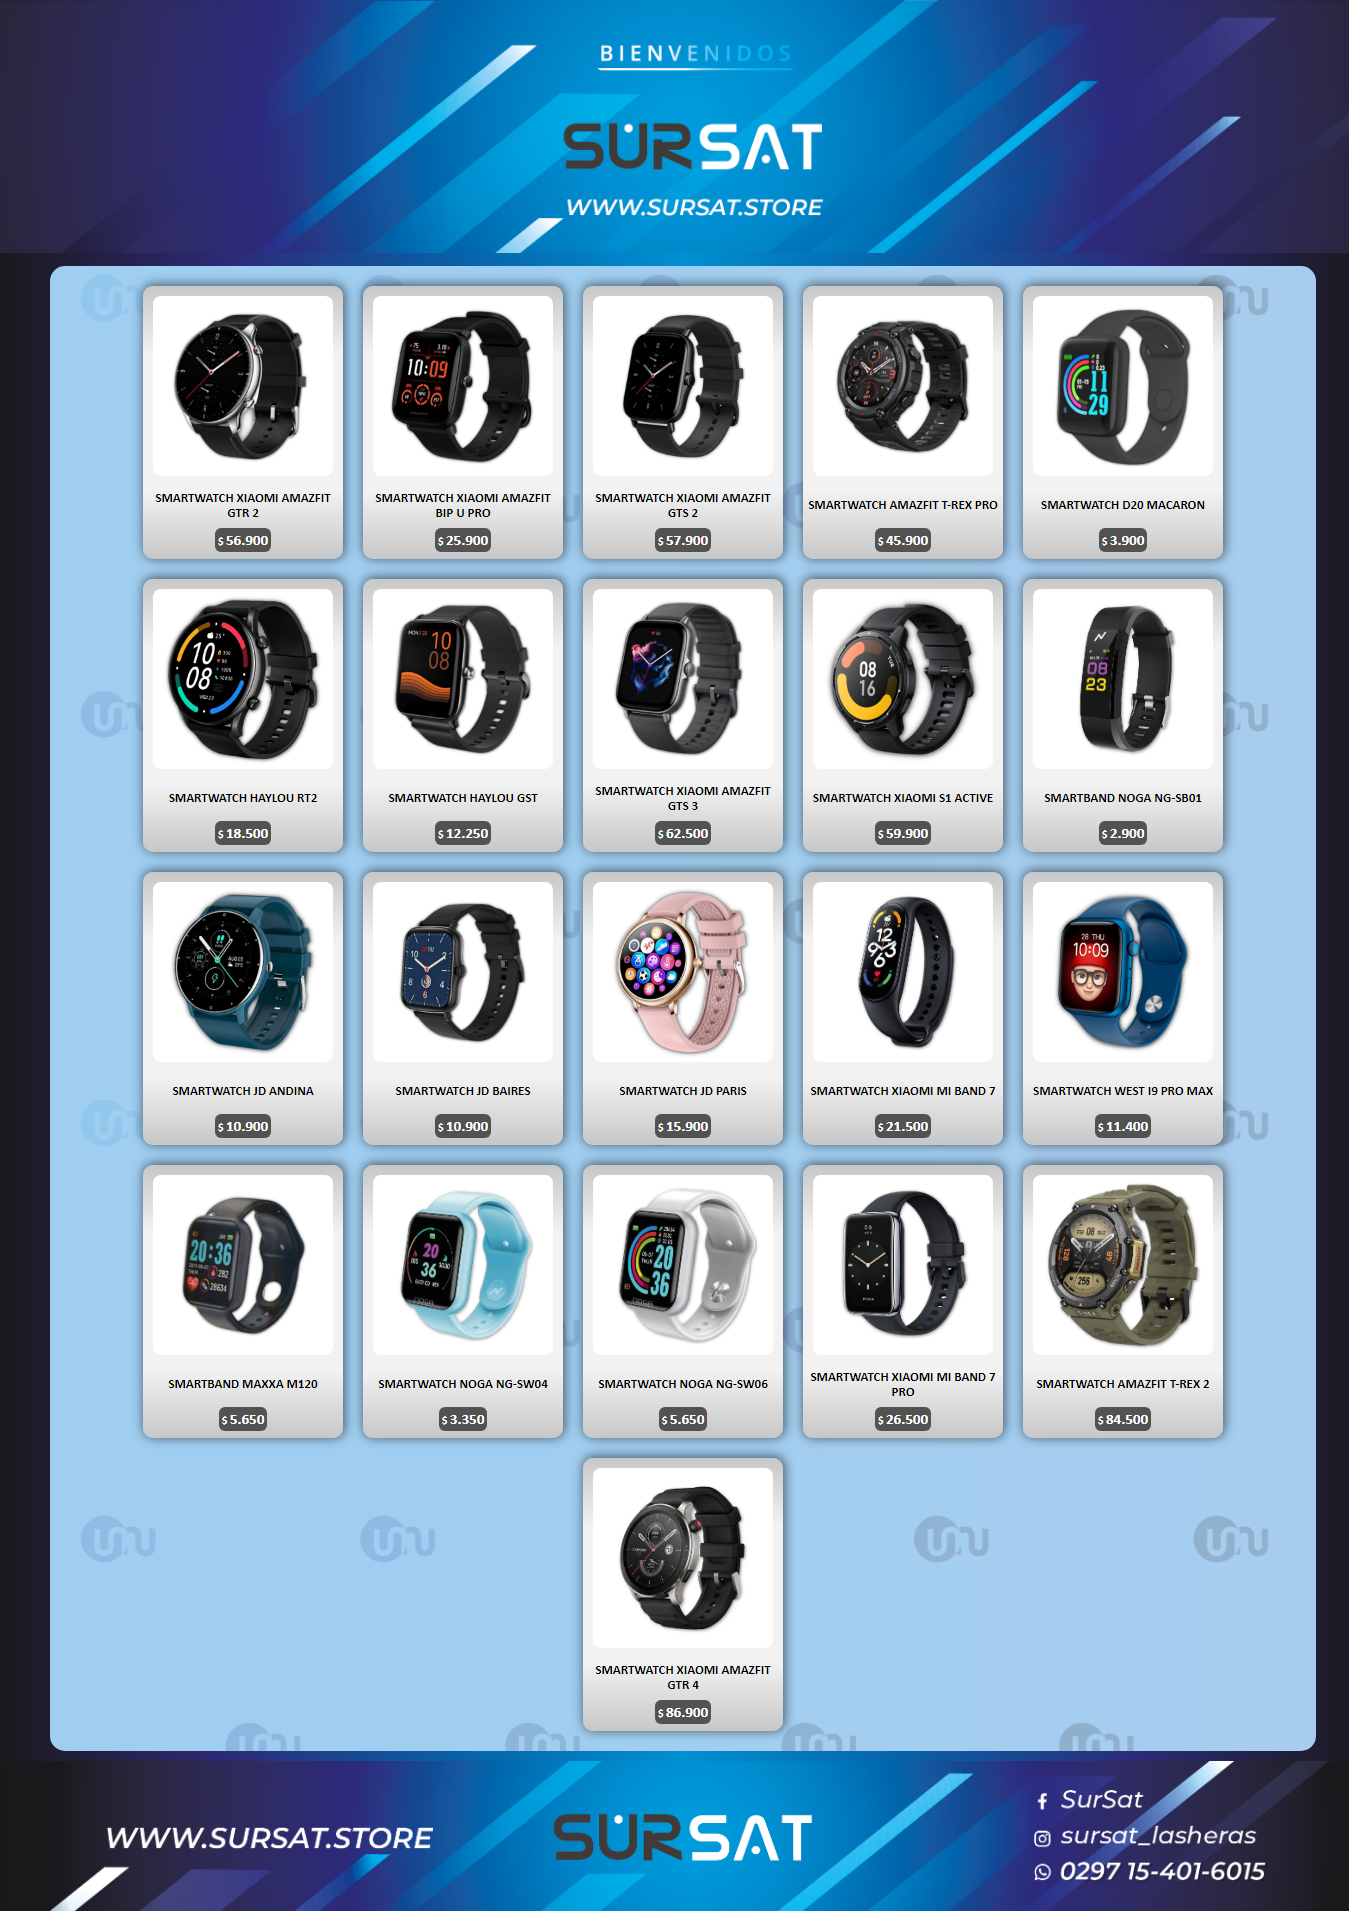 BIENVENIDOS
SURSAT
WWW.SURSAT.STORE
SMARTWATCH XIAOMI AMAZFIT
GTR 2
$ 56.900
SMARTWATCH XIAOMI AMAZFIT
BIP U PRO
$ 25.900
SMARTWATCH XIAOMI AMAZFIT
GTS 2
$ 57.900
SMARTWATCH AMAZFIT T-REX PRO
$ 45.900
SMARTWATCH D20 MACARON
$ 3.900
SMARTWATCH HAYLOU RT2
$ 18.500
SMARTWATCH HAYLOU GST
$ 12.250
SMARTWATCH XIAOMI AMAZFIT
GTS 3
$ 62.500
SMARTWATCH XIAOMI S1 ACTIVE
$ 59.900
SMARTBAND NOGA NG-SB01
$ 2.900
SMARTWATCH JD ANDINA
$ 10.900
SMARTWATCH JD BAIRES
$ 10.900
SMARTWATCH JD PARIS
$ 15.900
SMARTWATCH XIAOMI MI BAND 7
$ 21.500
SMARTWATCH WEST I9 PRO MAX
$ 11.400
SMARTBAND MAXXA M120
$ 5.650
SMARTWATCH NOGA NG-SW04
$ 3.350
SMARTWATCH NOGA NG-SW06
$ 5.650
SMARTWATCH XIAOMI MI BAND 7
PRO
$ 26.500
SMARTWATCH AMAZFIT T-REX 2
$ 84.500
SMARTWATCH XIAOMI AMAZFIT
GTR 4
$ 86.900
WWW.SURSAT.STORE
SURSAT
SurSat
sursat_lasheras
0297 15-401-6015